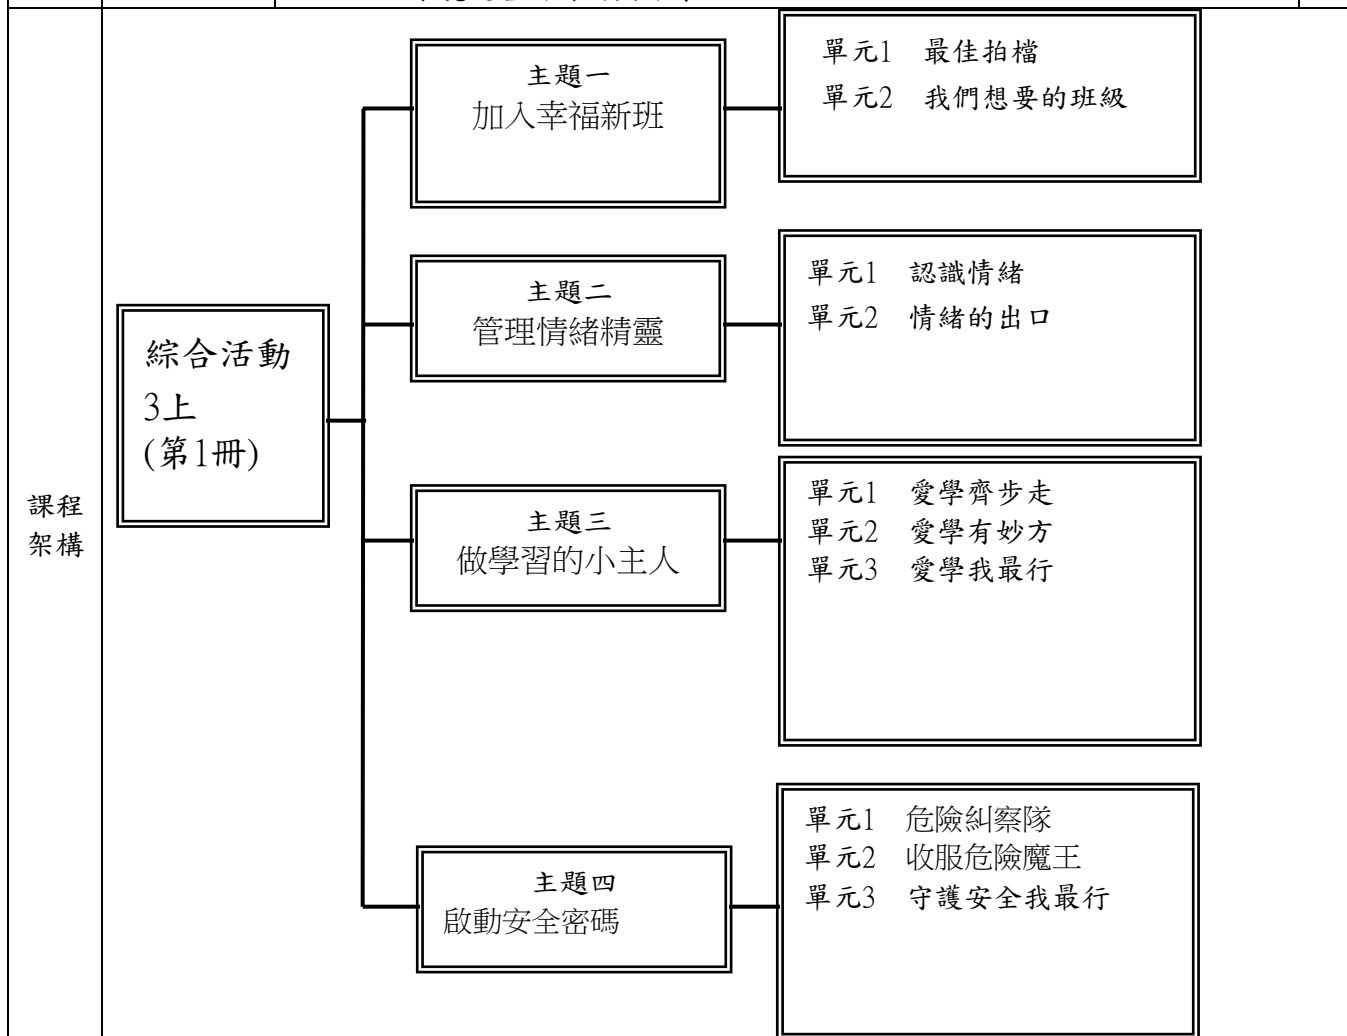 課程
架構
綜合活動
3上
(第1冊)
主題一
加入幸福新班
單元1 最佳拍檔
單元2 我們想要的班級
主題二
管理情緒精靈
單元1 認識情緒
單元2 情緒的出口
主題三
做學習的小主人
單元1 愛學齊步走
單元2 愛學有妙方
單元3 愛學我最行
主題四
啟動安全密碼
單元1 危險糾察隊
單元2 收服危險魔王
單元3 守護安全我最行